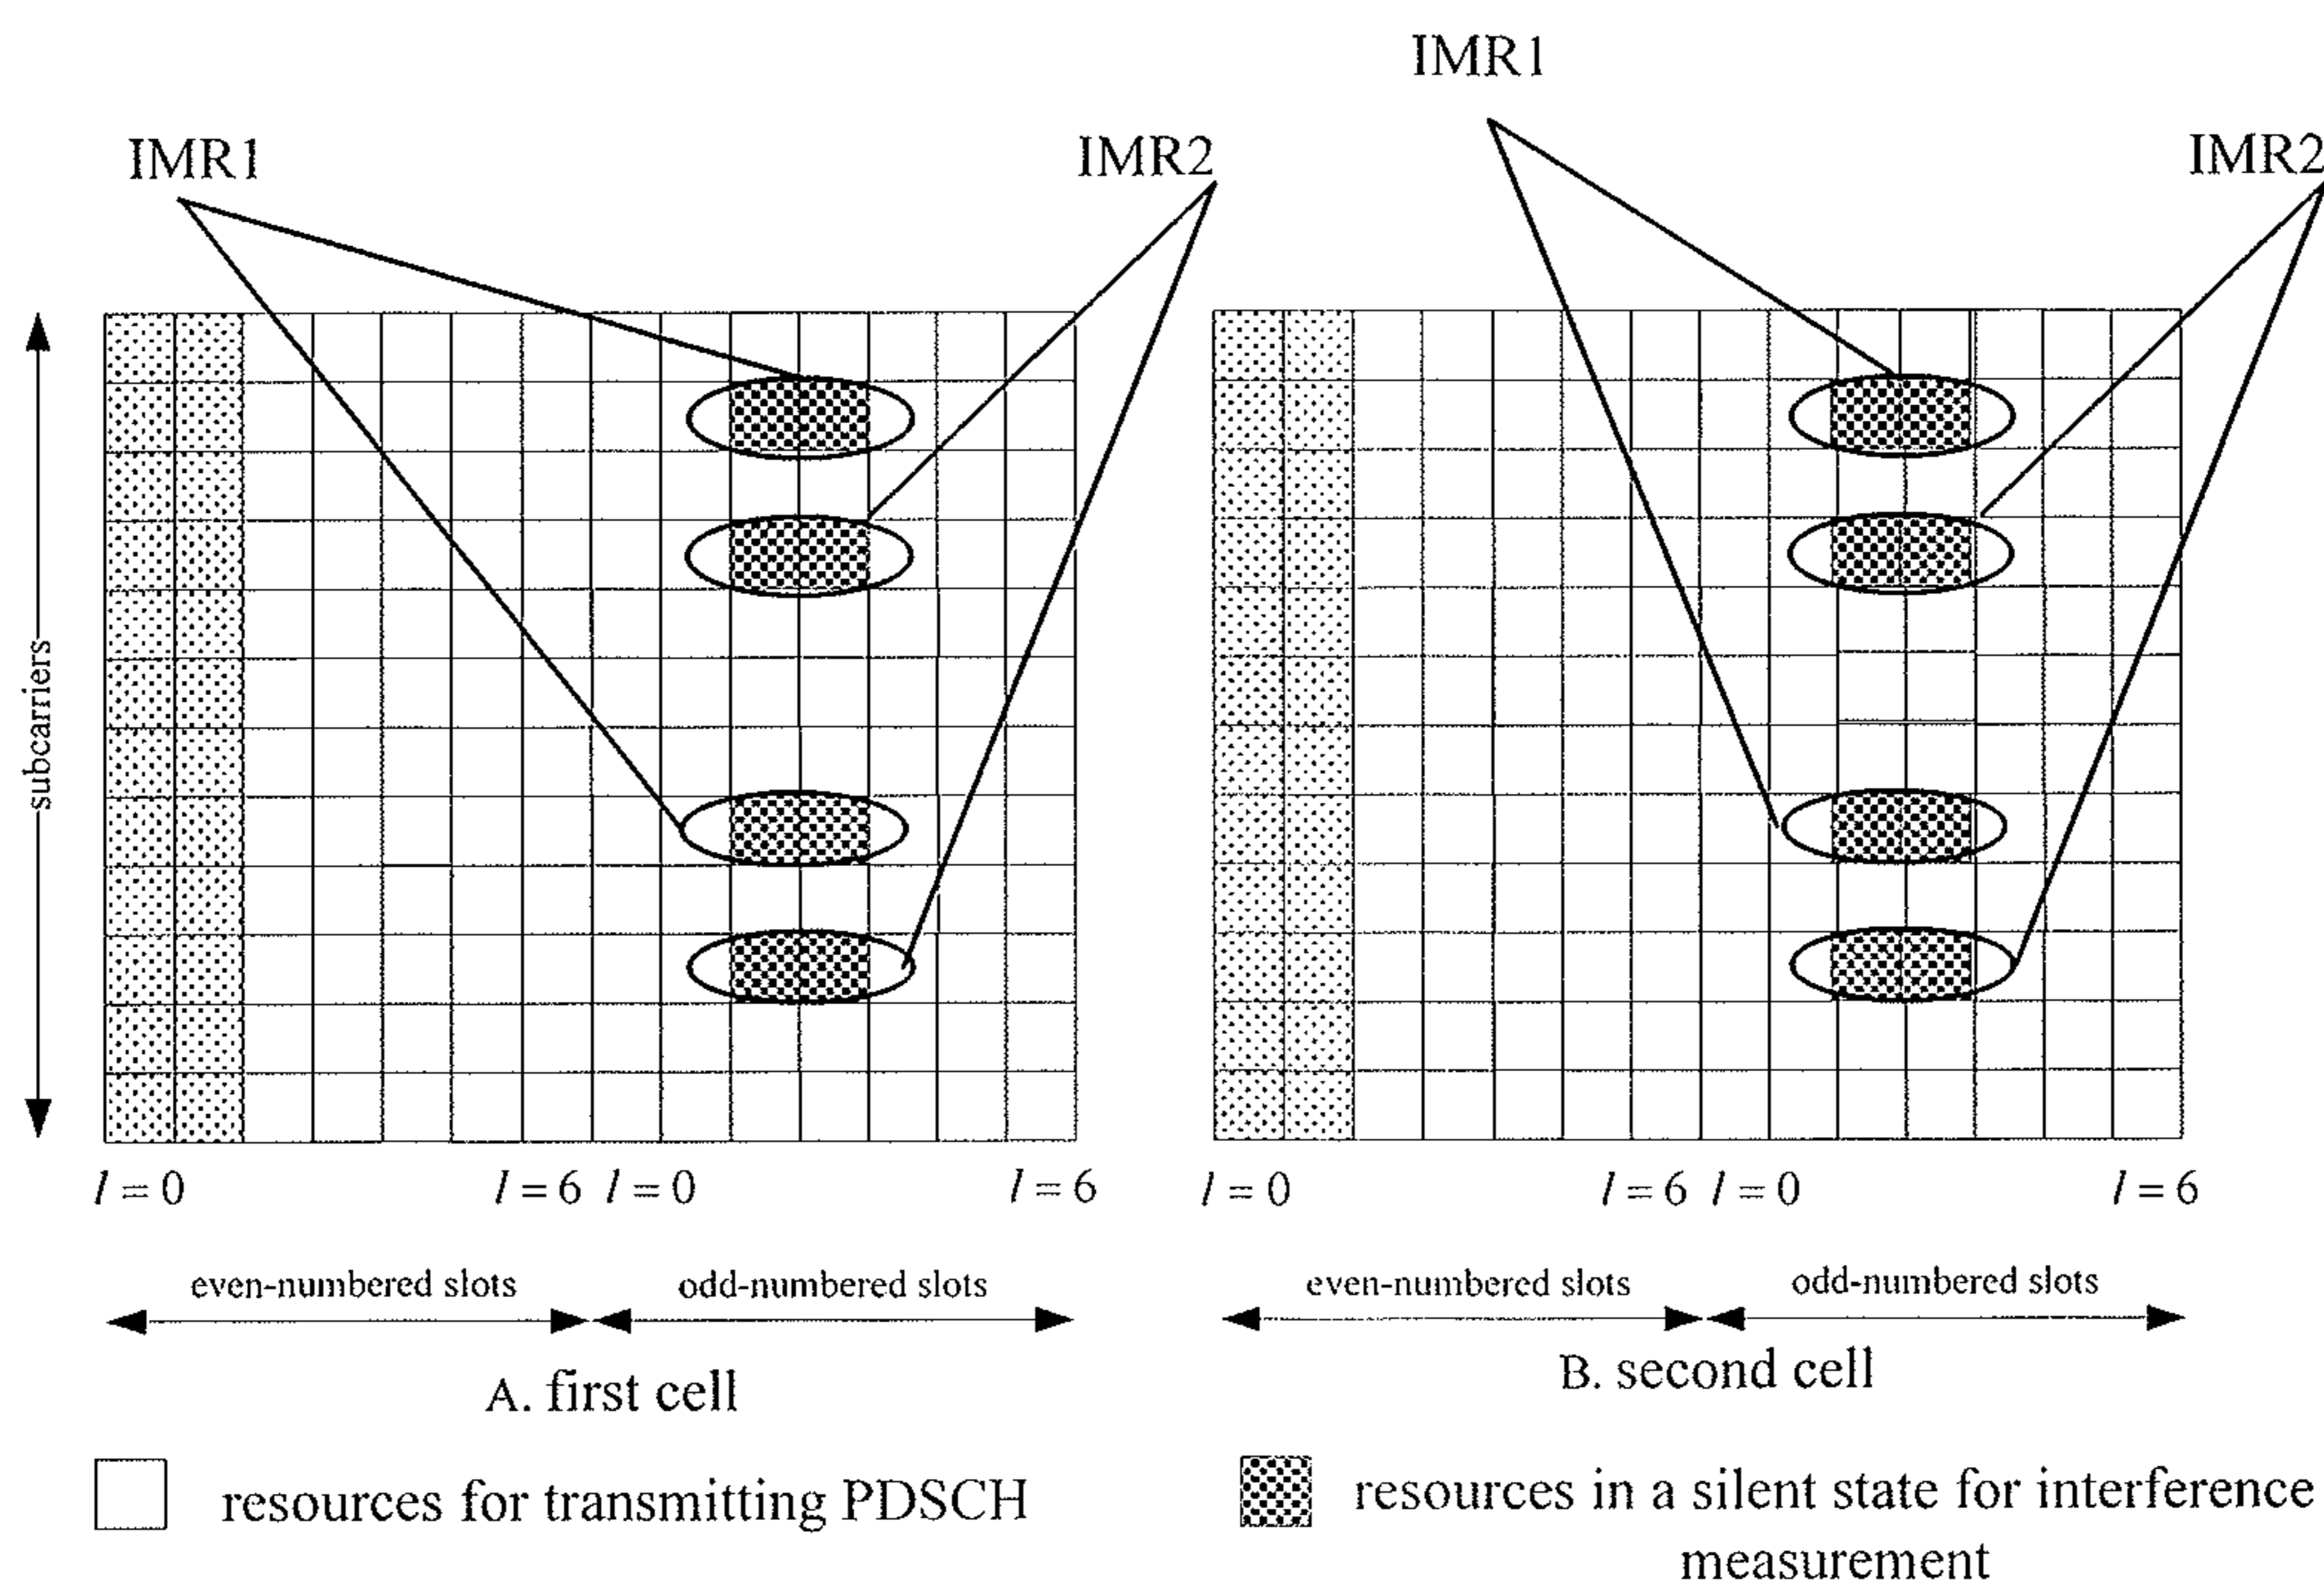 IMR1
IMR1
IMR2
IMR2
subcarriers
l = 0
l = 6
l = 0
l = 6
l = 0
l = 6
l = 0
l = 6
even-numbered slots
odd-numbered slots
even-numbered slots
odd-numbered slots
A. first cell
B. second cell
resources for transmitting PDSCH
resources in a silent state for interference
measurement